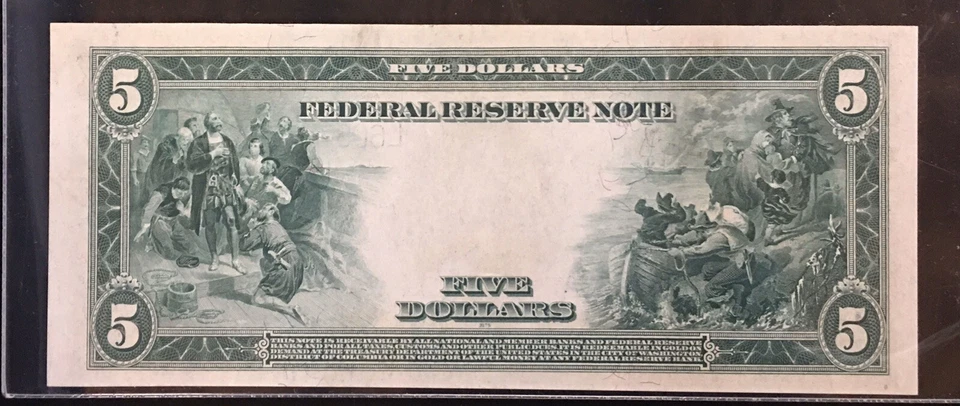 FIVE DOLLARS
5 5
FEDERAL RESERVE NOTE
FIVE
DOLLARS
5 5
THIS NOTE IS RECEIVABLE BY ALL NATIONAL AND MEMBER BANKS AND FEDERAL RESERVE
BANKS AND FOR ALL TAXES, CUSTOMS AND OTHER PUBLIC DUES. IT IS REDEEMABLE IN GOLD ON
DEMAND AT THE TREASURY DEPARTMENT OF THE UNITED STATES IN THE CITY OF WASHINGTON,
DISTRICT OF COLUMBIA OR IN GOLD OR LAWFUL MONEY AT ANY FEDERAL RESERVE BANK.